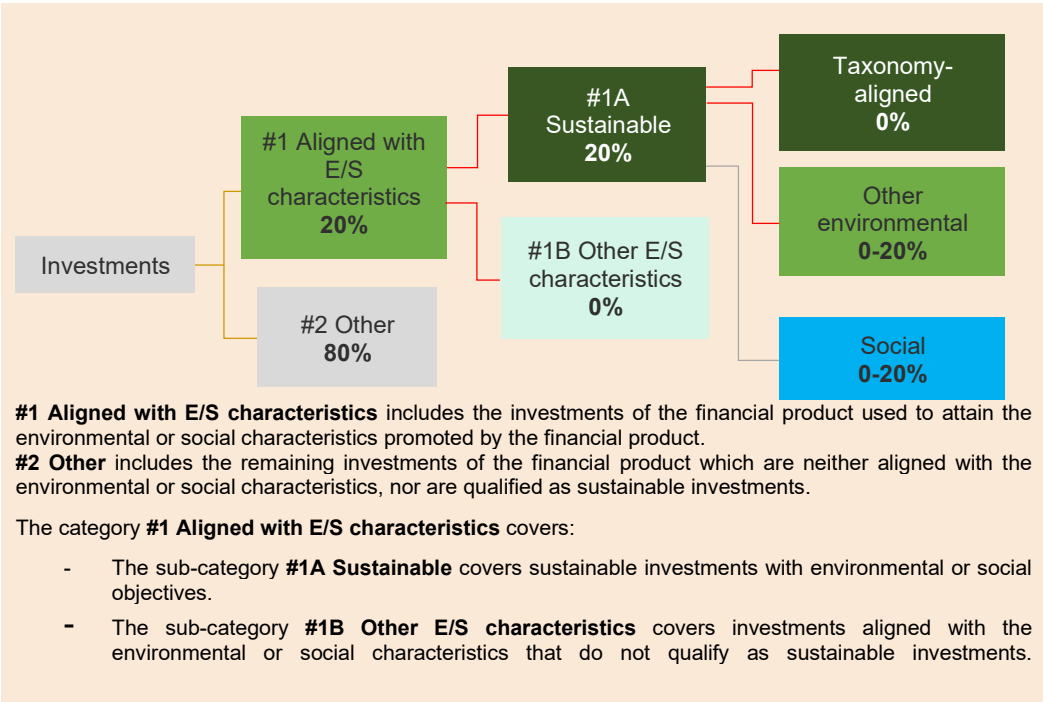 Investments
#1 Aligned with
E/S
characteristics
20%
#2 Other
80%
#1A
Sustainable
20%
#1B Other E/S
characteristics
0%
Taxonomy-
aligned
0%
Other
environmental
0-20%
Social
0-20%
#1 Aligned with E/S characteristics includes the investments of the financial product used to attain the
environmental or social characteristics promoted by the financial product.
#2 Other includes the remaining investments of the financial product which are neither aligned with the
environmental or social characteristics, nor are qualified as sustainable investments.
The category #1 Aligned with E/S characteristics covers:
- The sub-category #1A Sustainable covers sustainable investments with environmental or social
objectives.
- The sub-category #1B Other E/S characteristics covers investments aligned with the
environmental or social characteristics that do not qualify as sustainable investments.